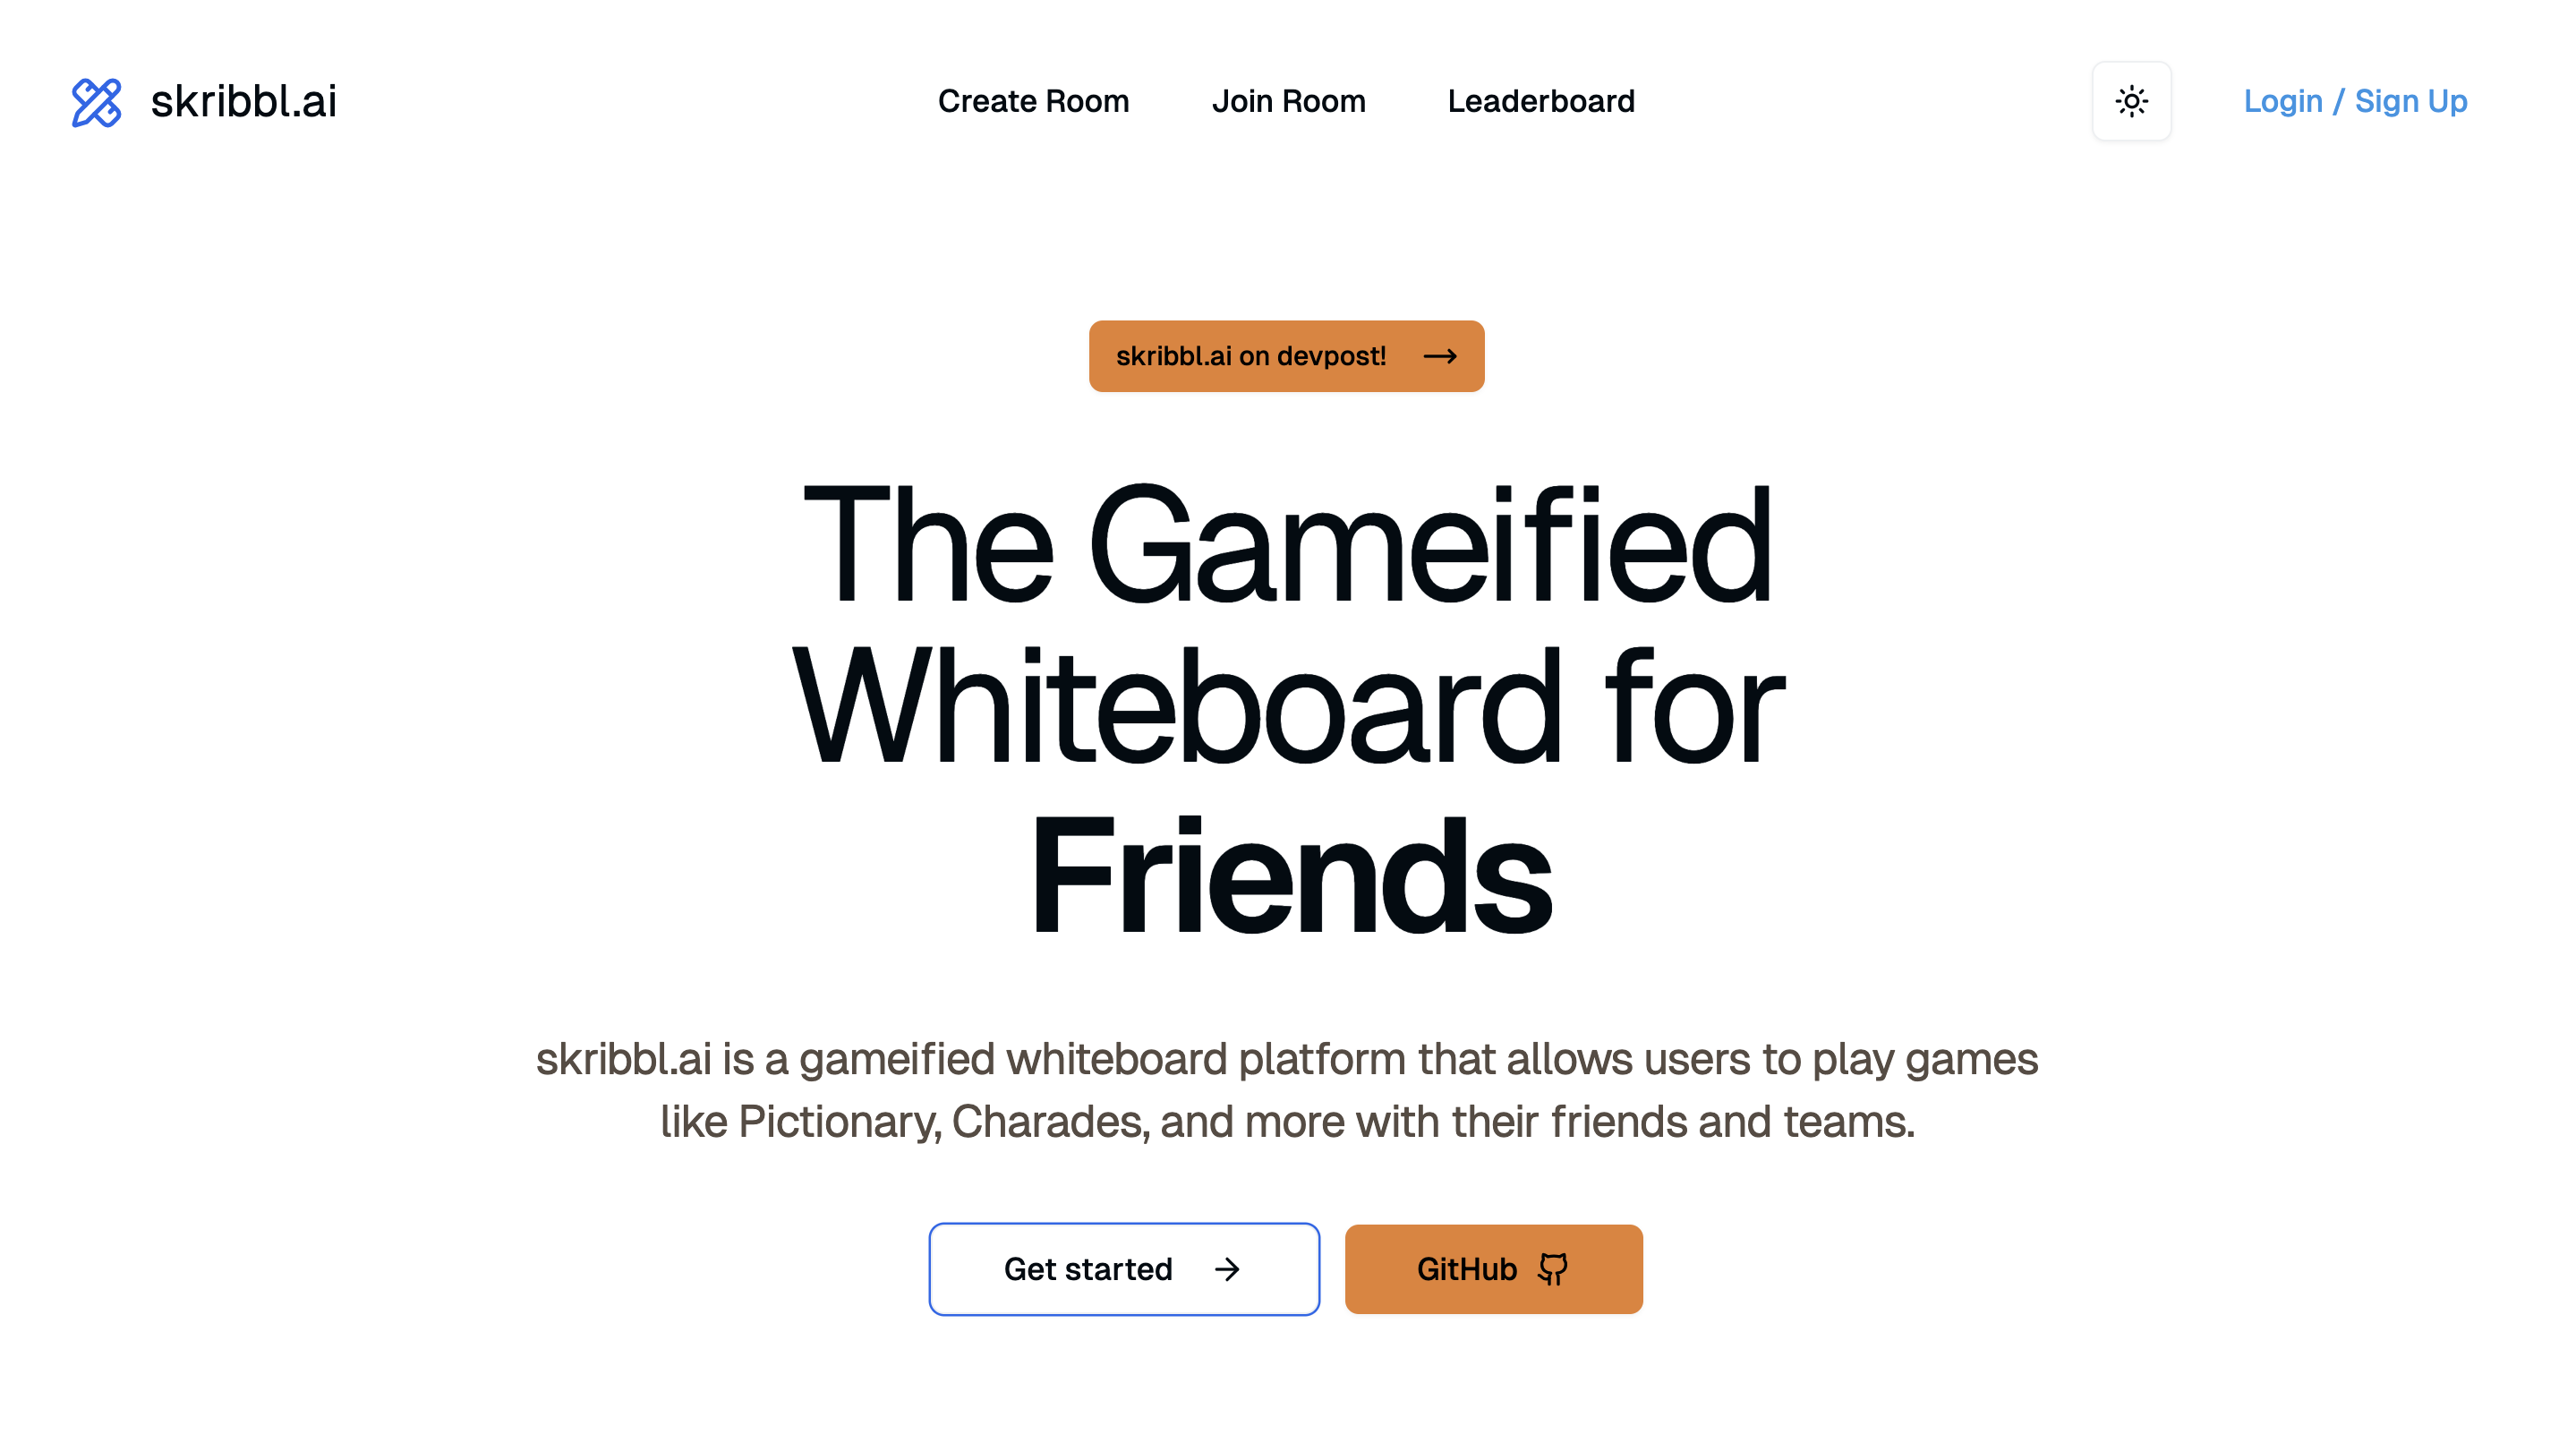 skribbl.ai
Create Room
Join Room
Leaderboard
Login / Sign Up
skribbl.ai on devpost!
The Gameified
Whiteboard for
Friends
skribbl.ai is a gameified whiteboard platform that allows users to play games
like Pictionary, Charades, and more with their friends and teams.
Get started
GitHub